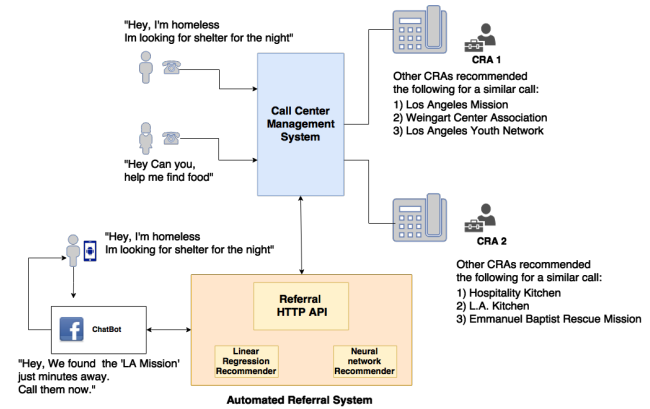 "Hey, I'm homeless
Im looking for shelter for the night"
Call Center
Management
System
"Hey Can you,
help me find food"
CRA 1
Other CRAs recommended
the following for a similar call:
1) Los Angeles Mission
2) Weingart Center Association
3) Los Angeles Youth Network
CRA 2
Other CRAs recommended
the following for a similar call:
1) Hospitality Kitchen
2) L.A. Kitchen
3) Emmanuel Baptist Rescue Mission
"Hey, I'm homeless
Im looking for shelter for the night"
f
ChatBot
"Hey, We found the 'LA Mission'
just minutes away.
Call them now."
Referral
HTTP API
Linear
Regression
Recommender
Neural
network
Recommender
Automated Referral System